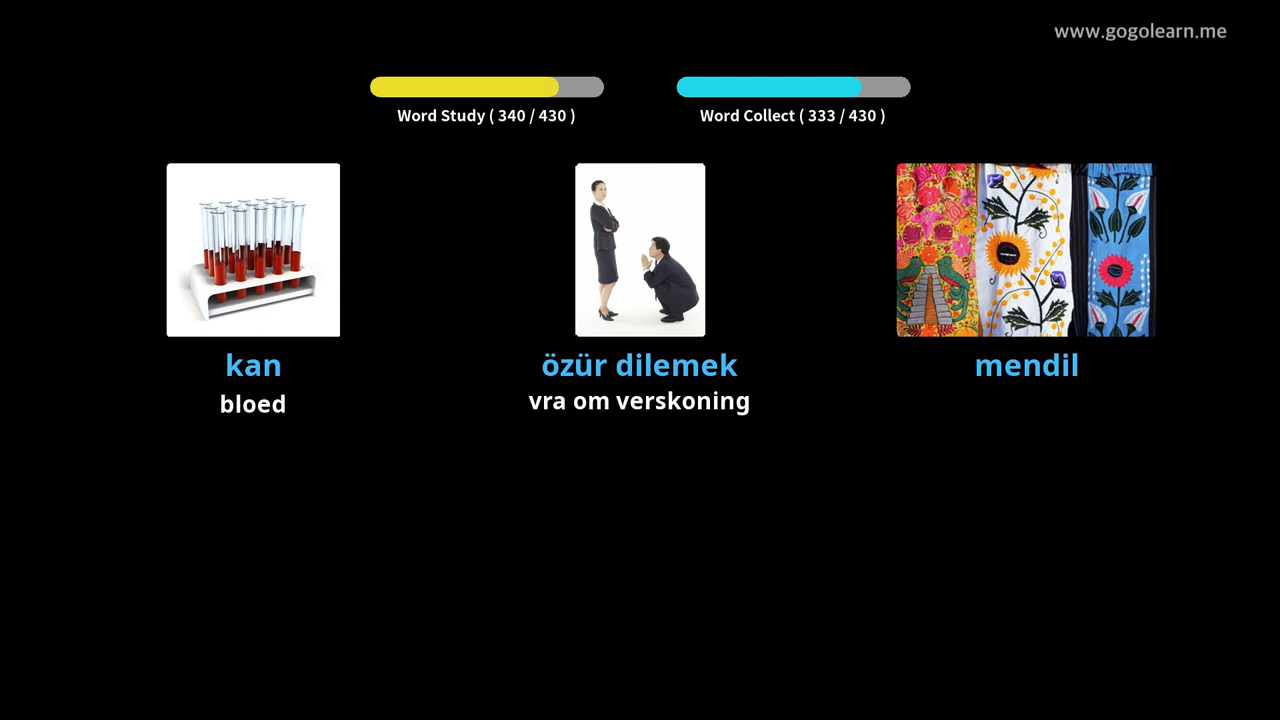 www.gogolearn.me
Word Study ( 340 / 430 )
Word Collect ( 333 / 430 )
kan
özür dilemek
mendil
bloed
vra om verskoning